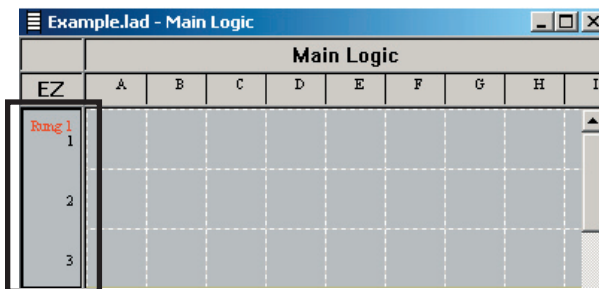 Example.lad - Main Logic
Main Logic
EZ A B C D E F G H I
Rung 1
1
2
3